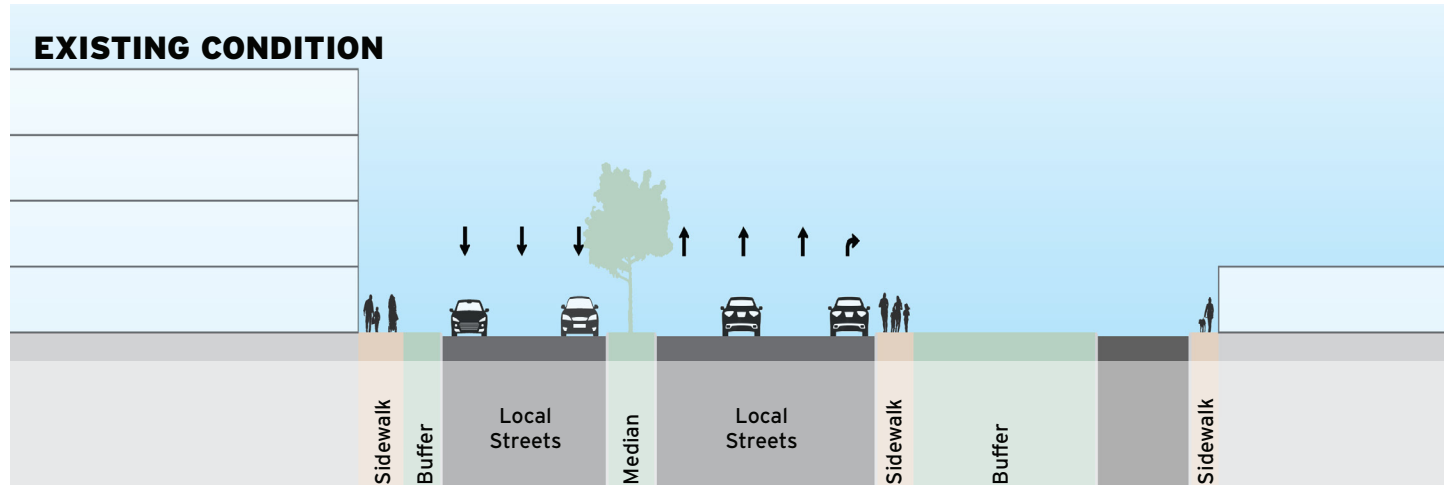 EXISTING CONDITION
Sidewalk
Buffer
Local
Streets
Median
Local
Streets
Sidewalk
Buffer
Sidewalk